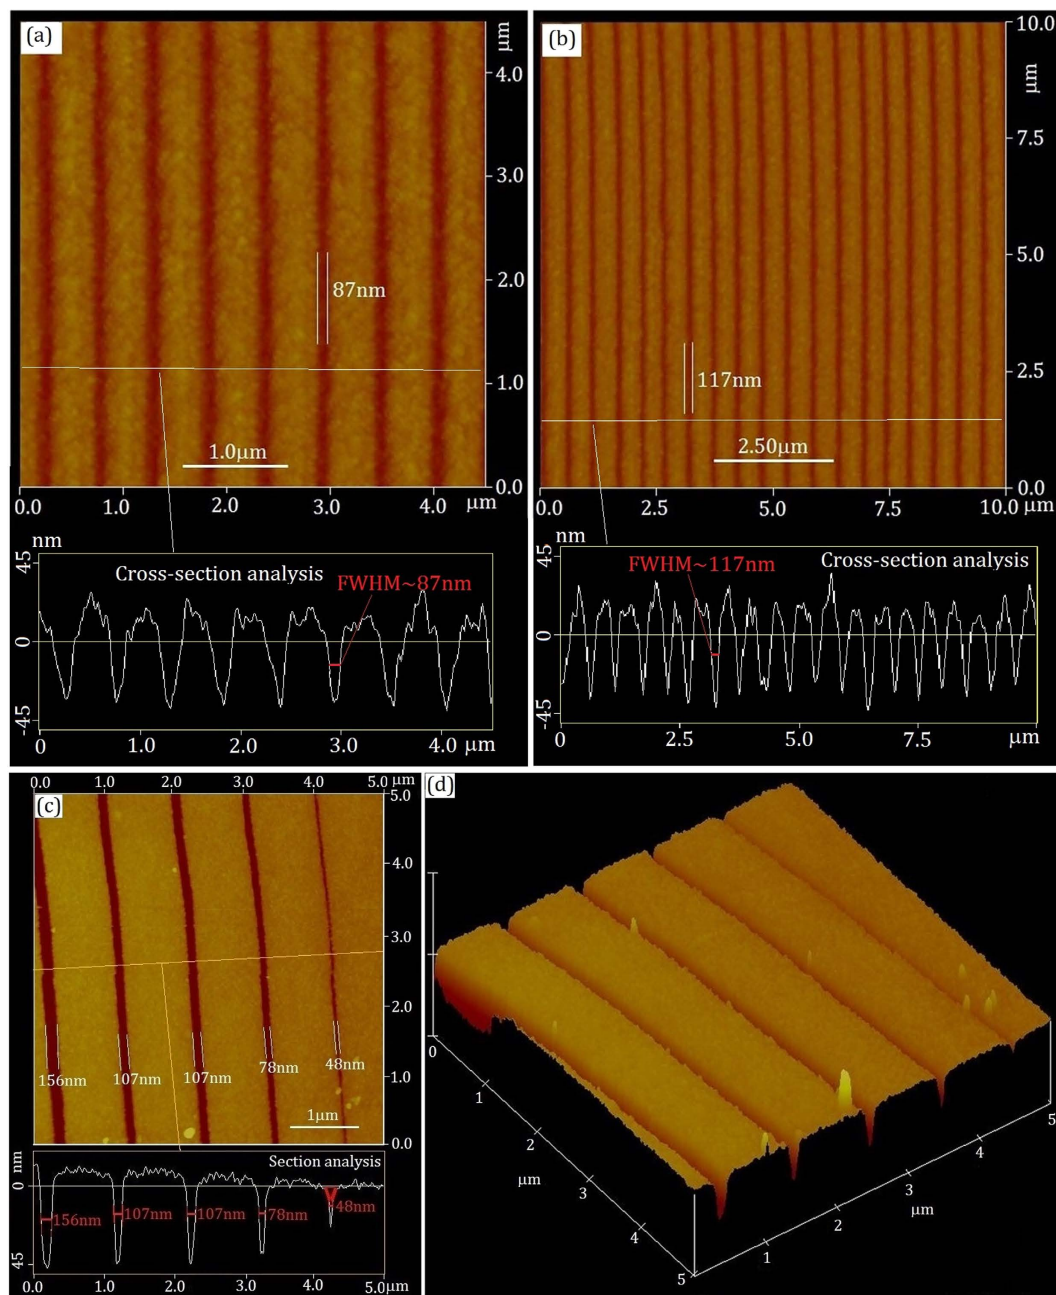 (a)
μm
4.0
3.0
2.0
1.0
0.0
87nm
1.0μm
0.0 1.0 2.0 3.0 4.0 μm
nm
45
0
-45
Cross-section analysis
FWHM~87nm
0 1.0 2.0 3.0 4.0 μm
(b)
10.0
μm
7.5
5.0
2.5
0.0
117nm
2.50μm
0.0 2.5 5.0 7.5 10.0 μm
nm
45
0
-45
FWHM~117nm
Cross-section analysis
0 2.5 5.0 7.5 μm
(c)
0.0 1.0 2.0 3.0 5.0 μm
5.0
4.0
3.0
2.0
1.0
0.0
156nm 107nm 107nm 78nm 48nm
1μm
Section analysis
nm
0
45
156nm 107nm 107nm 78nm 48nm
0.0 1.0 2.0 3.0 4.0 5.0 μm
(d)
0
1
2
3
4
5
μm
1
2
3
4
5
μm